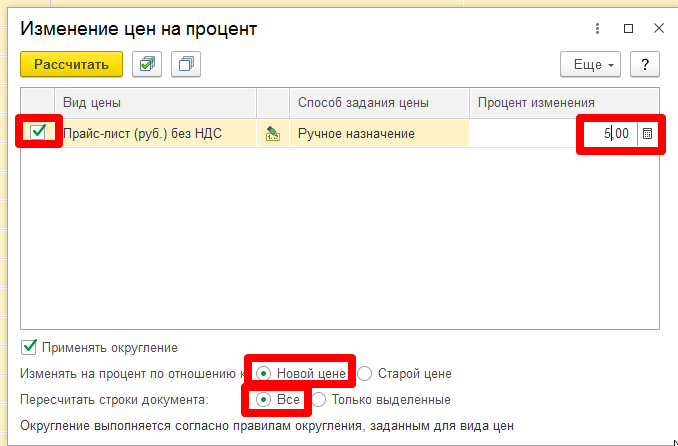 Изменение цен на процент
Рассчитать Еще ?
Вид цены Способ задания цены Процент изменения
Прайс-лист (руб.) без НДС Ручное назначение 5,00
Применять округление
Изменять на процент по отношению к Новой цене Старой цене
Пересчитать строки документа: Все Только выделенные
Округление выполняется согласно правилам округления, заданным для вида цен